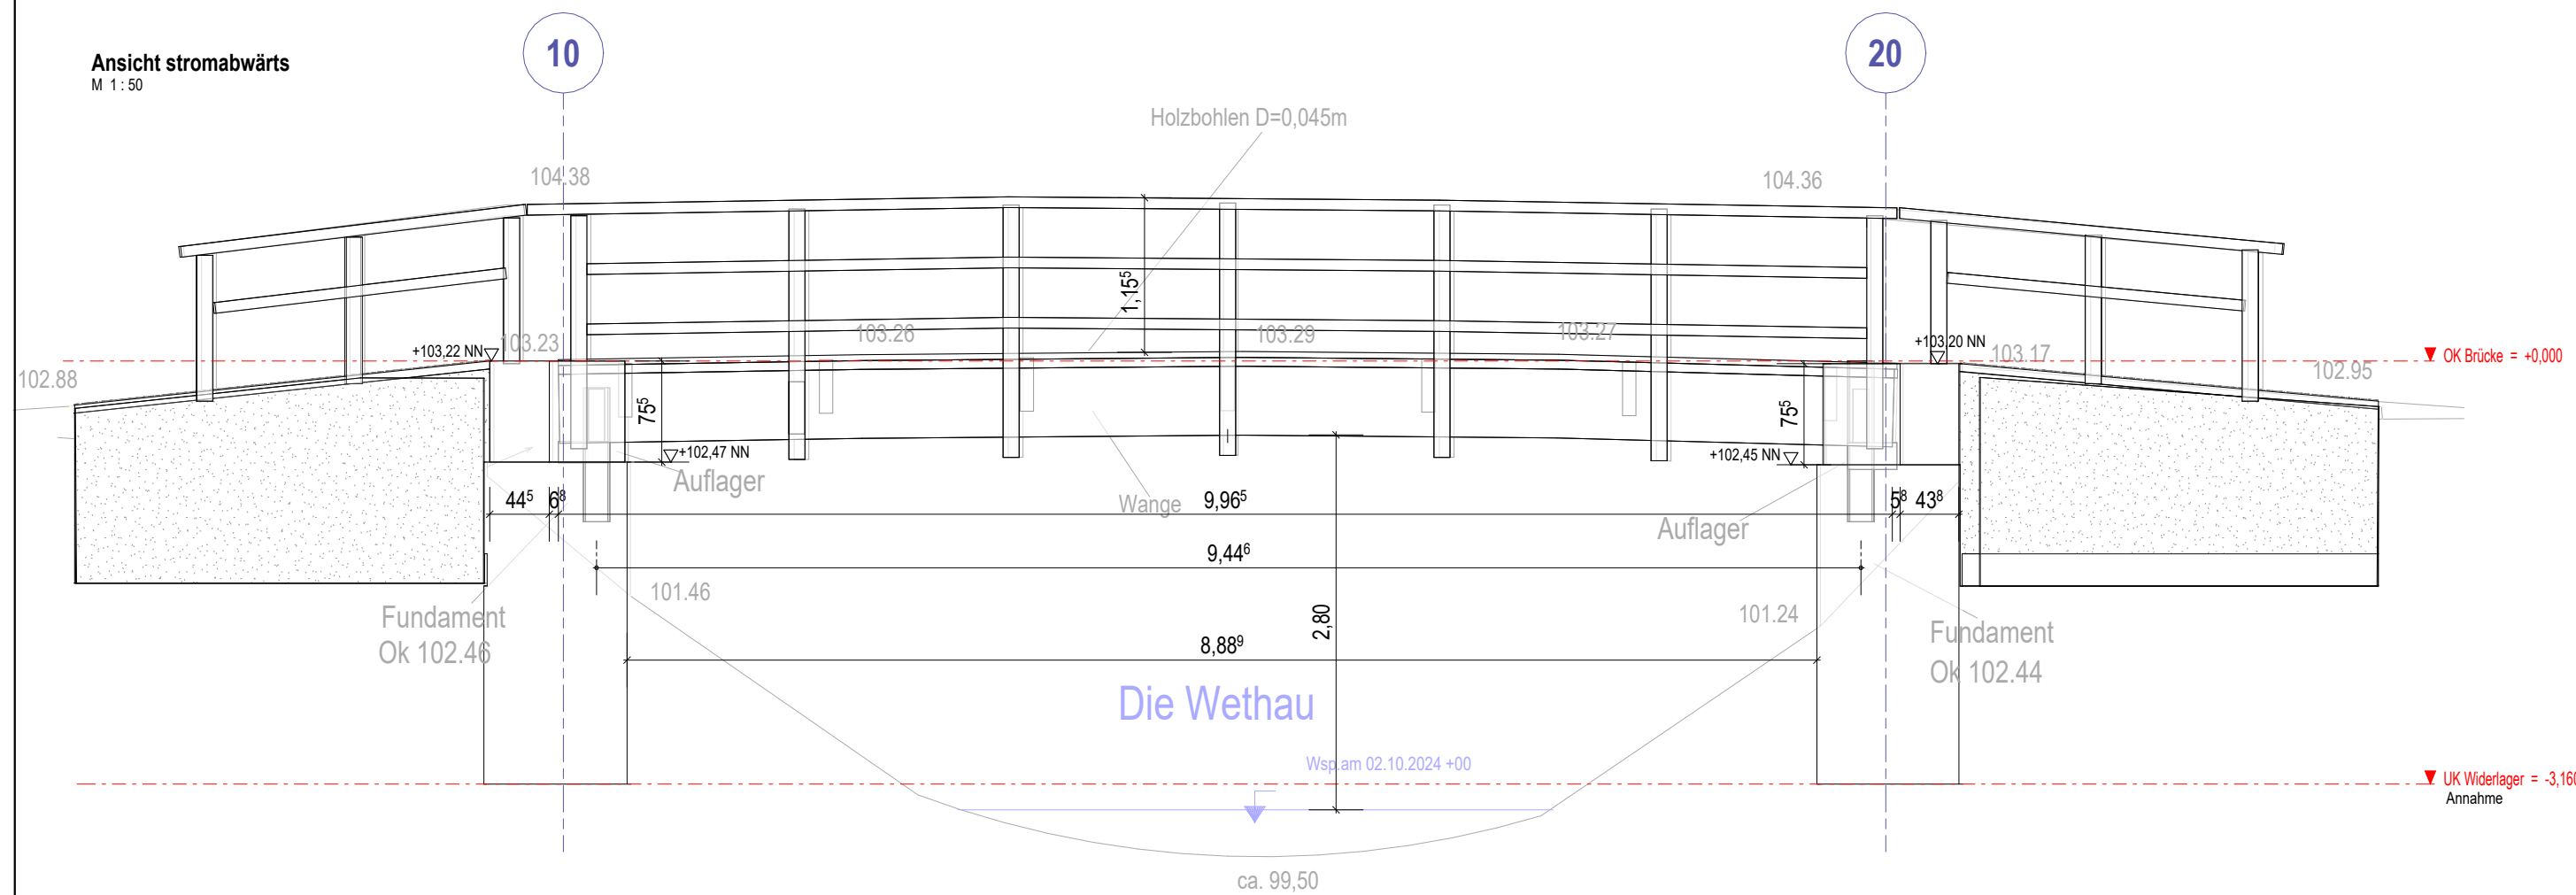 10
20
Ansicht stromabwärts
M 1 : 50
Holzbohlen D=0,045m
104.38
104.36
1,15⁵
103.23
103.26
103.29
103.27
+103,22 NN
+103,20 NN
103.17
OK Brücke = +0,000
102.88
102.95
75⁵
75⁵
+102,47 NN
+102,45 NN
Auflager
Wange
44⁵
6⁸
9,96⁵
5⁸
43⁸
Auflager
9,44⁶
101.46
101.24
Fundament
Ok 102.46
2,80
8,88⁹
Fundament
Ok 102.44
Die Wethau
Wsp.am 02.10.2024 +00
UK Widerlager = -3,160
Annahme
ca. 99,50